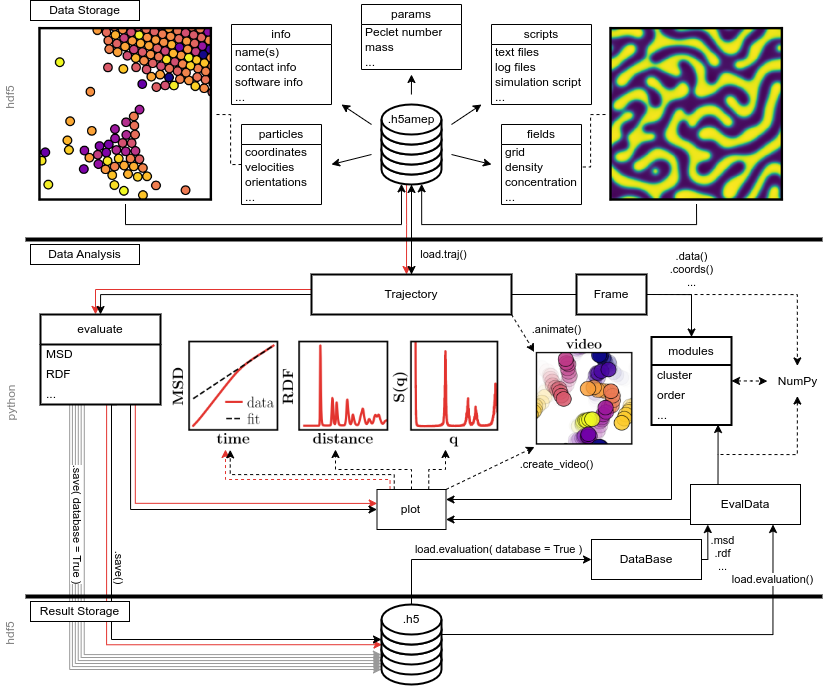 Data Storage
hdf5
info
name(s)
contact info
software info
...
params
Peclet number
mass
...
scripts
text files
log files
simulation script
...
.h5amep
particles
coordinates
velocities
orientations
...
fields
grid
density
concentration
...
Data Analysis
python
load.traj()
.data()
.coords()
...
Trajectory
Frame
evaluate
MSD
RDF
...
MSD
data
fit
time
RDF
distance
S(q)
q
.animate()
video
modules
cluster
order
...
NumPy
.create_video()
plot
EvalData
.save( database = True )
.save()
load.evaluation( database = True )
DataBase
.msd
.rdf
...
load.evaluation()
Result Storage
hdf5
.h5